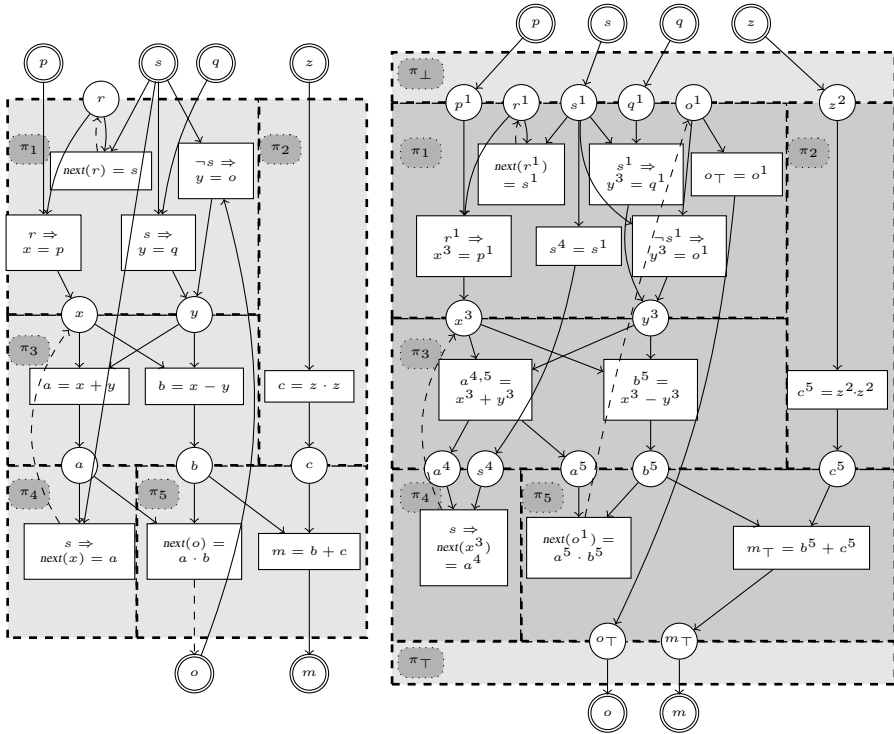 p
s
q
z
r
π₁
π₂
next(r) = s
¬s ⇒
y = o
r ⇒
x = p
s ⇒
y = q
x
y
π₃
a = x + y
b = x − y
c = z · z
a
b
c
π₄
π₅
s ⇒
next(x) = a
next(o) =
a · b
m = b + c
o
m
p
s
q
z
π⊥
p¹
r¹
s¹
q¹
o¹
z²
π₁
π₂
next(r¹)
= s¹
s¹ ⇒
y³ = q¹
o⊤ = o¹
r¹ ⇒
x³ = p¹
s⁴ = s¹
¬s¹ ⇒
y³ = o¹
x³
y³
π₃
a⁴,⁵ =
x³ + y³
b⁵ =
x³ − y³
c⁵ = z²·z²
a⁴
s⁴
a⁵
b⁵
c⁵
π₄
π₅
s ⇒
next(x³)
= a⁴
next(o¹) =
a⁵ · b⁵
m⊤ = b⁵ + c⁵
o⊤
m⊤
π⊤
o
m